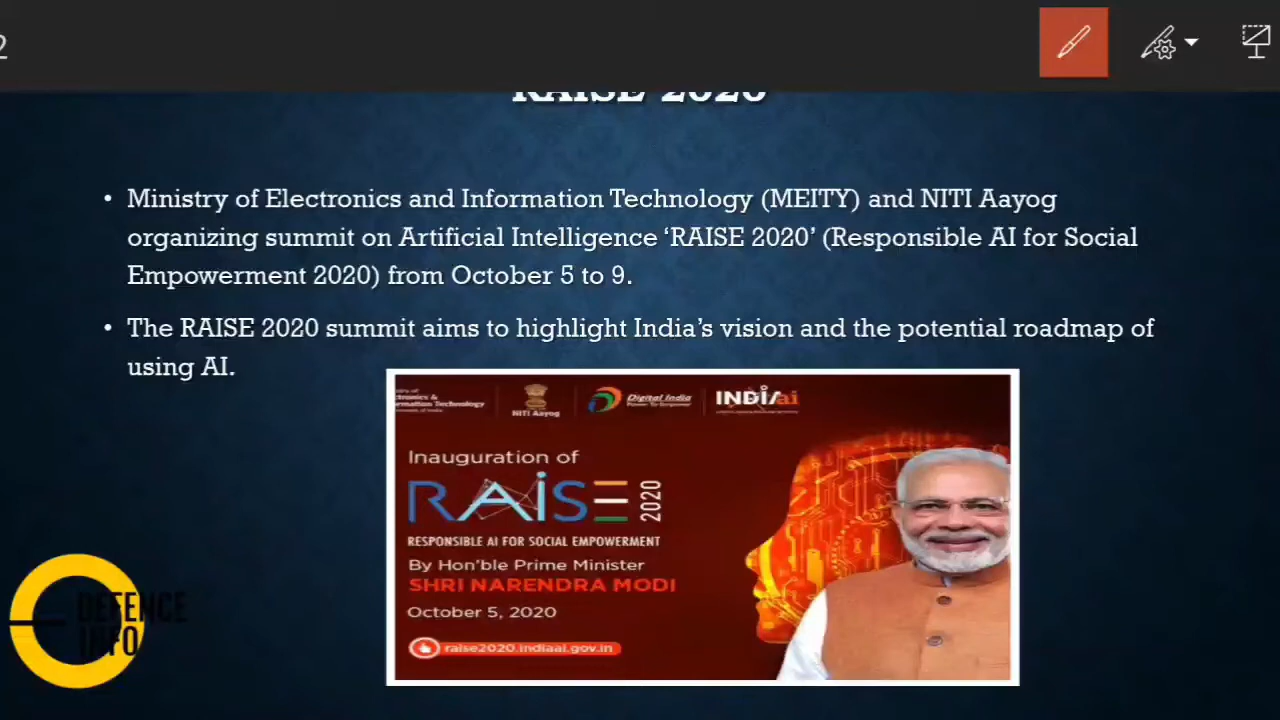 2
RAISE 2020
• Ministry of Electronics and Information Technology (MEITY) and NITI Aayog
organizing summit on Artificial Intelligence ‘RAISE 2020’ (Responsible AI for Social
Empowerment 2020) from October 5 to 9.
• The RAISE 2020 summit aims to highlight India’s vision and the potential roadmap of
using AI.
NITI Aayog
Digital India
Power To Empower
INDIAai
Inauguration of
RAISE 2020
RESPONSIBLE AI FOR SOCIAL EMPOWERMENT
By Hon'ble Prime Minister
SHRI NARENDRA MODI
October 5, 2020
raise2020.indiaai.gov.in
DEFENCE
INFO